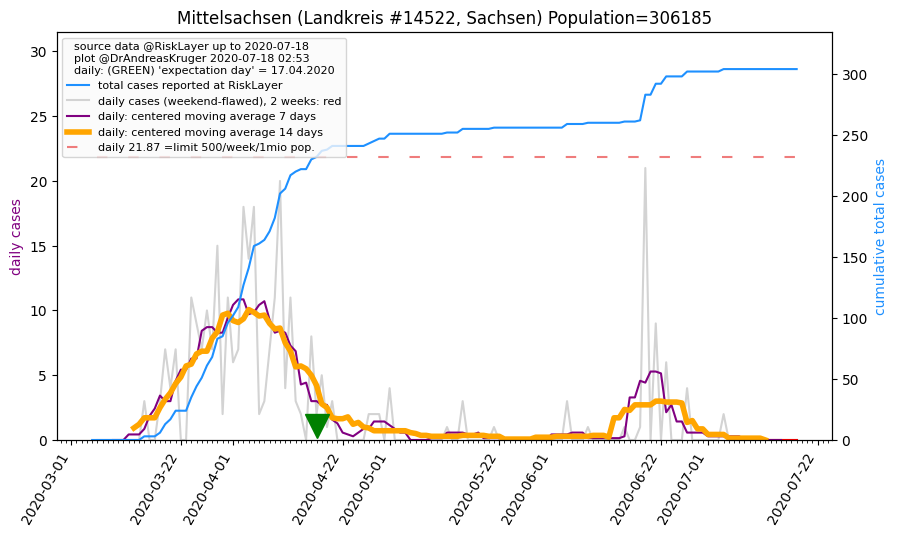 Mittelsachsen (Landkreis #14522, Sachsen) Population=306185
source data @RiskLayer up to 2020-07-18
plot @DrAndreasKruger 2020-07-18 02:53
daily: (GREEN) 'expectation day' = 17.04.2020
total cases reported at RiskLayer
daily cases (weekend-flawed), 2 weeks: red
daily: centered moving average 7 days
daily: centered moving average 14 days
daily 21.87 =limit 500/week/1mio pop.
daily cases
30
25
20
15
10
5
0
cumulative total cases
300
250
200
150
100
50
0
2020-03-01
2020-03-22
2020-04-01
2020-04-22
2020-05-01
2020-05-22
2020-06-01
2020-06-22
2020-07-01
2020-07-22